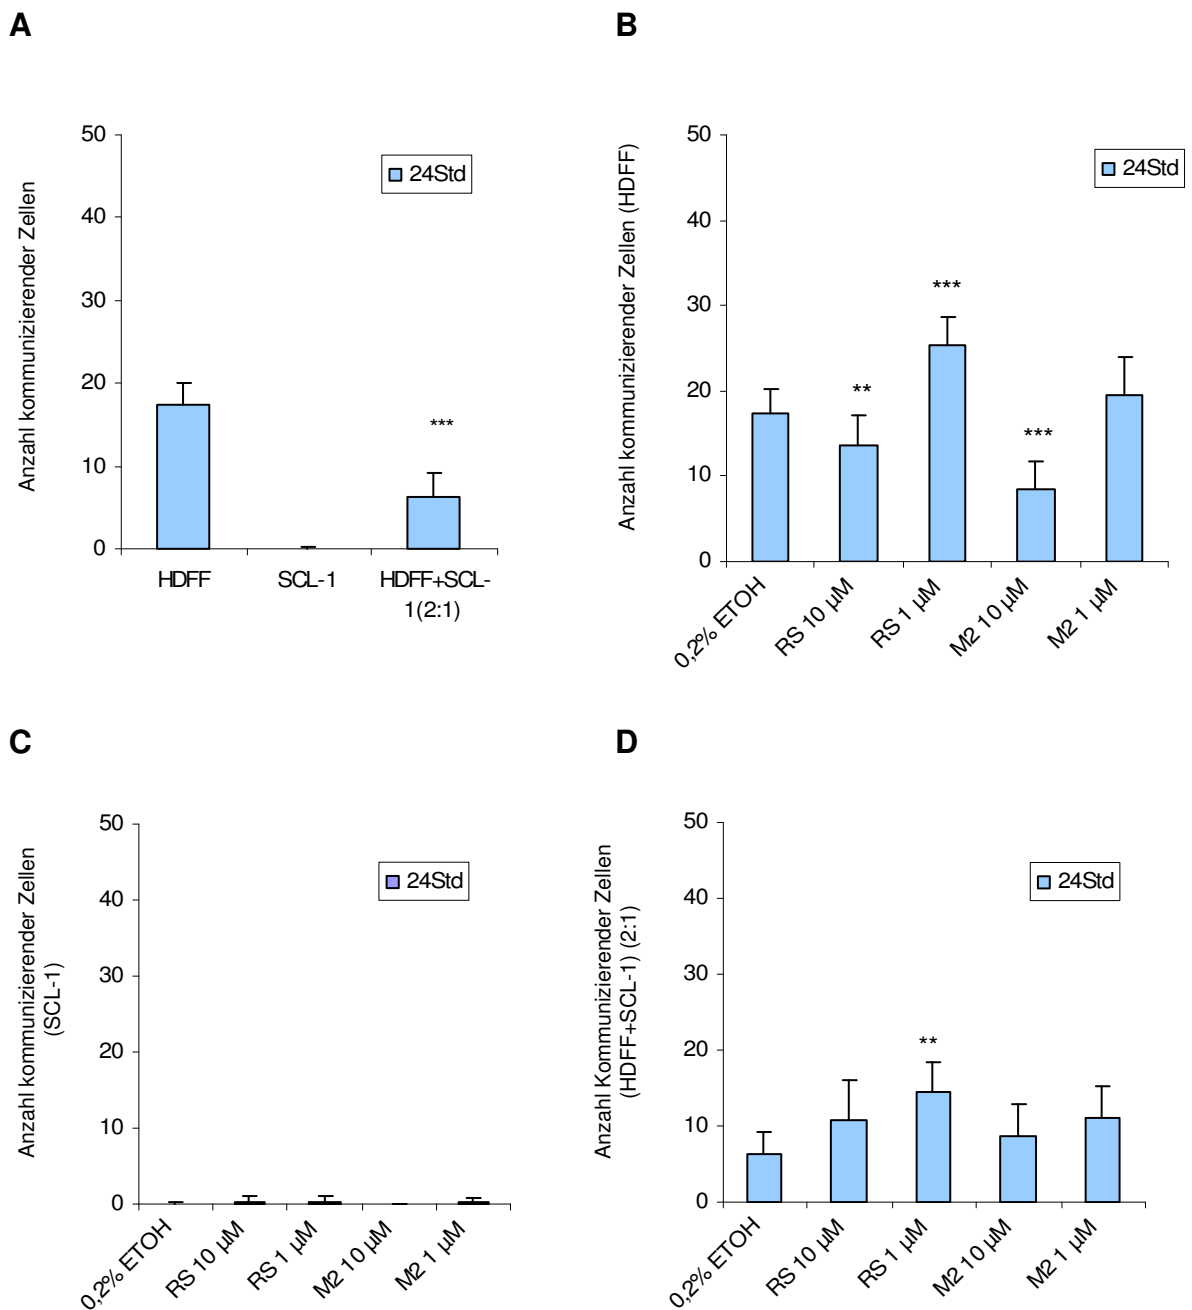 A
50
40
30
20
10
0
Anzahl kommunizierender Zellen
24Std
***
HDFF
SCL-1
HDFF+SCL-
1(2:1)
B
50
40
30
20
10
0
Anzahl kommunizierender Zellen (HDFF)
24Std
**
***
***
0,2% ETOH
RS 10 µM
RS 1 µM
M2 10 µM
M2 1 µM
C
50
40
30
20
10
0
Anzahl kommunizierender Zellen
(SCL-1)
24Std
0,2% ETOH
RS 10 µM
RS 1 µM
M2 10 µM
M2 1 µM
D
50
40
30
20
10
0
Anzahl Kommunizierender Zellen
(HDFF+SCL-1) (2:1)
24Std
**
0,2% ETOH
RS 10 µM
RS 1 µM
M2 10 µM
M2 1 µM